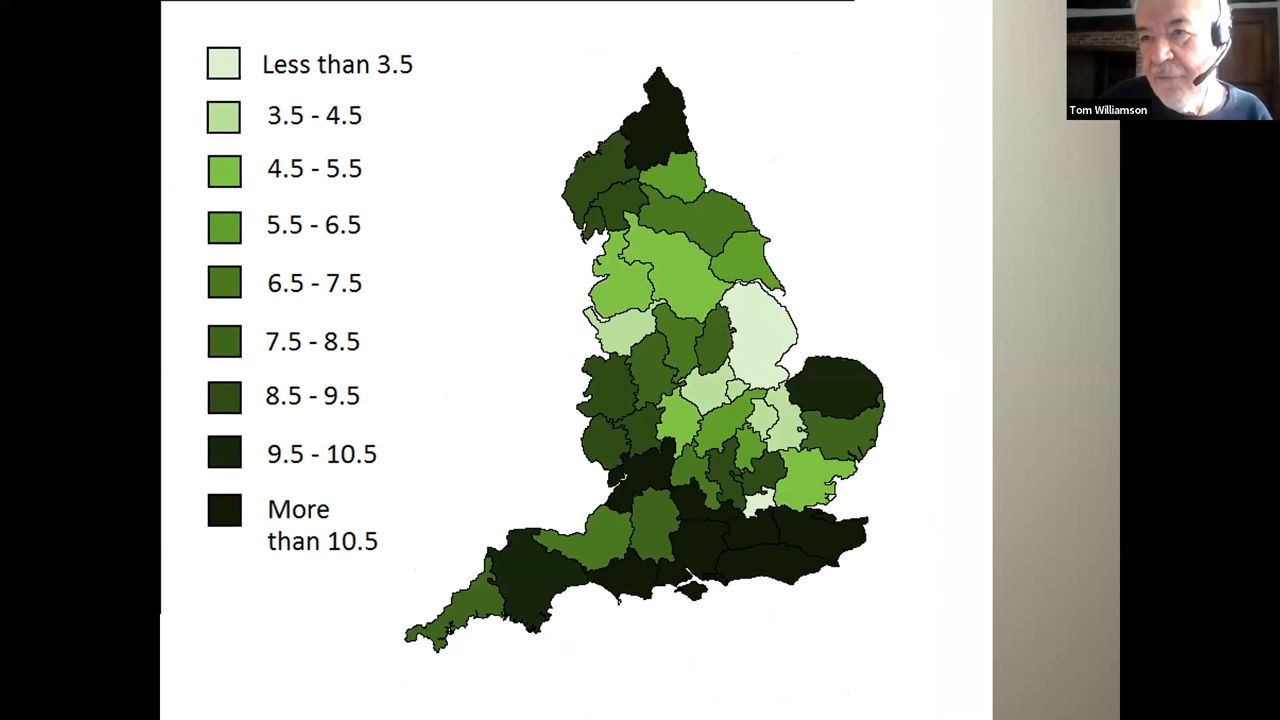 Less than 3.5
3.5 - 4.5
4.5 - 5.5
5.5 - 6.5
6.5 - 7.5
7.5 - 8.5
8.5 - 9.5
9.5 - 10.5
More
than 10.5
Tom Williamson